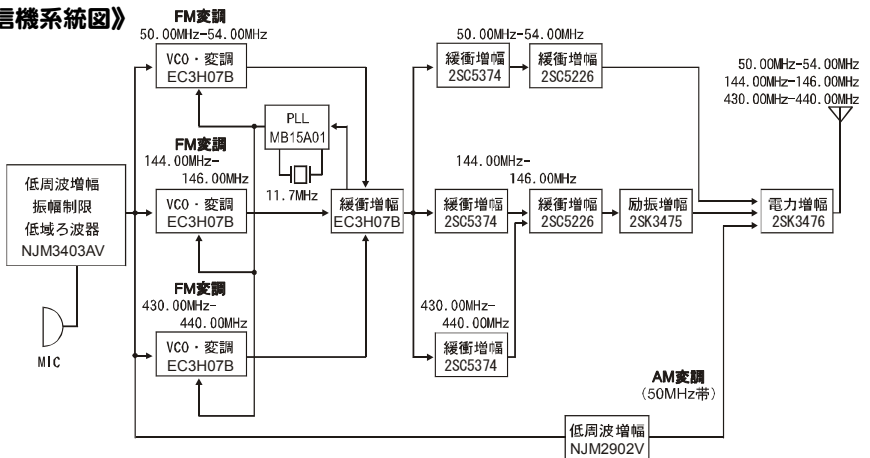 信機系統図》
FM変調
50.00MHz-54.00MHz
VCO・変調
EC3H07B
PLL
MB15A01
11.7MHz
FM変調
144.00MHz-
146.00MHz
VCO・変調
EC3H07B
低周波増幅
振幅制限
低域ろ波器
NJM3403AV
MIC
FM変調
430.00MHz-
440.00MHz
VCO・変調
EC3H07B
緩衝増幅
EC3H07B
50.00MHz-54.00MHz
緩衝増幅
2SC5374
緩衝増幅
2SC5226
144.00MHz-
146.00MHz
緩衝増幅
2SC5374
緩衝増幅
2SC5226
励振増幅
2SK3475
430.00MHz-
440.00MHz
緩衝増幅
2SC5374
50.00MHz-54.00MHz
144.00MHz-146.00MHz
430.00MHz-440.00MHz
電力増幅
2SK3476
AM変調
(50MHz帯)
低周波増幅
NJM2902V